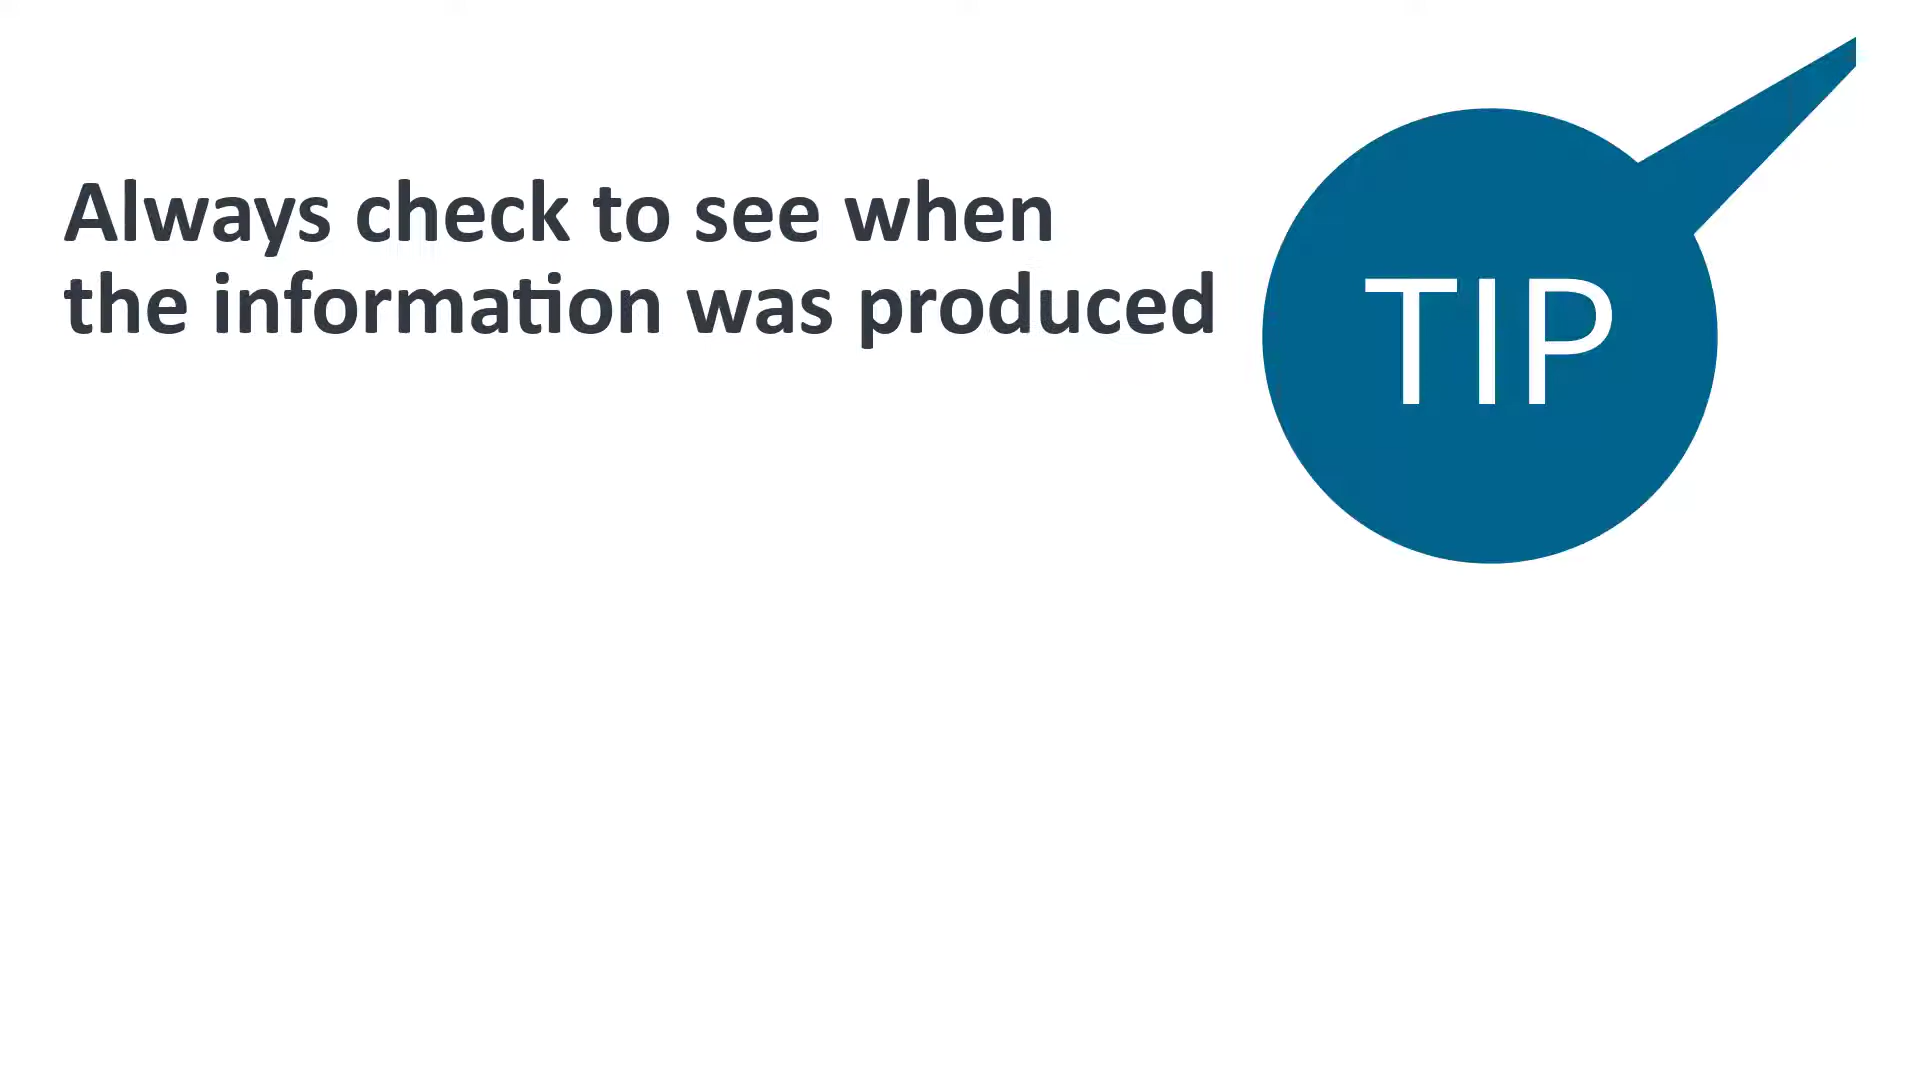 Always check to see when
the information was produced
TIP